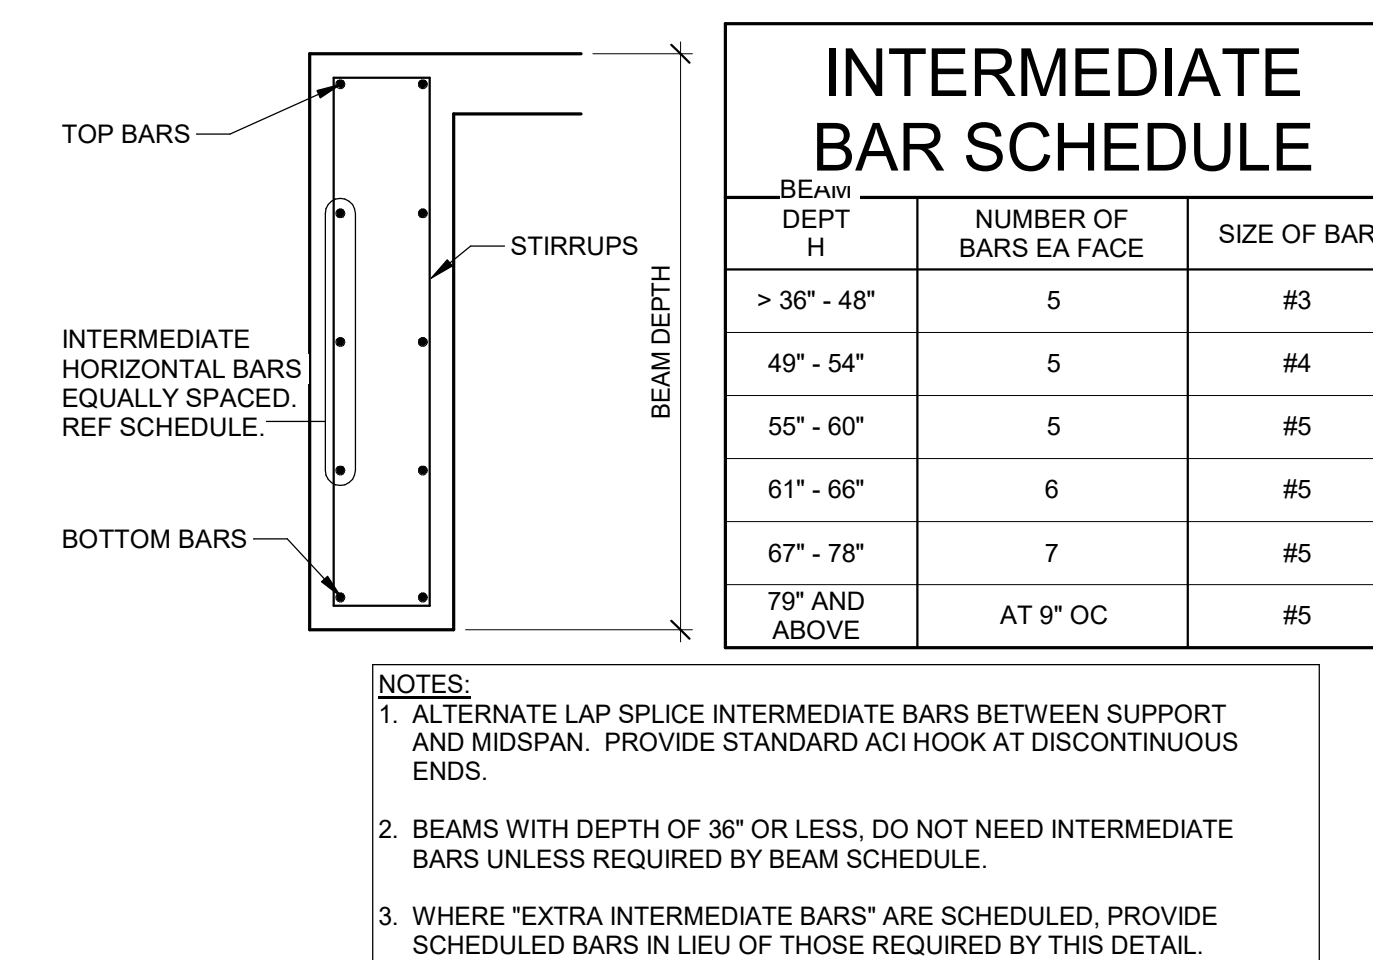 TOP BARS
STIRRUPS
INTERMEDIATE
HORIZONTAL BARS
EQUALLY SPACED.
REF SCHEDULE.
BOTTOM BARS
BEAM DEPTH
INTERMEDIATE
BAR SCHEDULE
BEAM
DEPT
H
NUMBER OF
BARS EA FACE
SIZE OF BAR
> 36" - 48" 5 #3
49" - 54" 5 #4
55" - 60" 5 #5
61" - 66" 6 #5
67" - 78" 7 #5
79" AND
ABOVE
AT 9" OC #5
NOTES:
1. ALTERNATE LAP SPLICE INTERMEDIATE BARS BETWEEN SUPPORT
AND MIDSPAN. PROVIDE STANDARD ACI HOOK AT DISCONTINUOUS
ENDS.
2. BEAMS WITH DEPTH OF 36" OR LESS, DO NOT NEED INTERMEDIATE
BARS UNLESS REQUIRED BY BEAM SCHEDULE.
3. WHERE "EXTRA INTERMEDIATE BARS" ARE SCHEDULED, PROVIDE
SCHEDULED BARS IN LIEU OF THOSE REQUIRED BY THIS DETAIL.